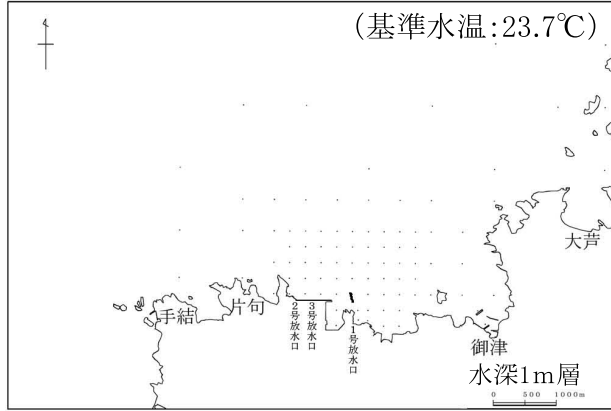 (基準水温:23.7℃)
大芦
手結
片句
2号放水口
3号放水口
1号放水口
御津
水深1m層
0 500 1000m